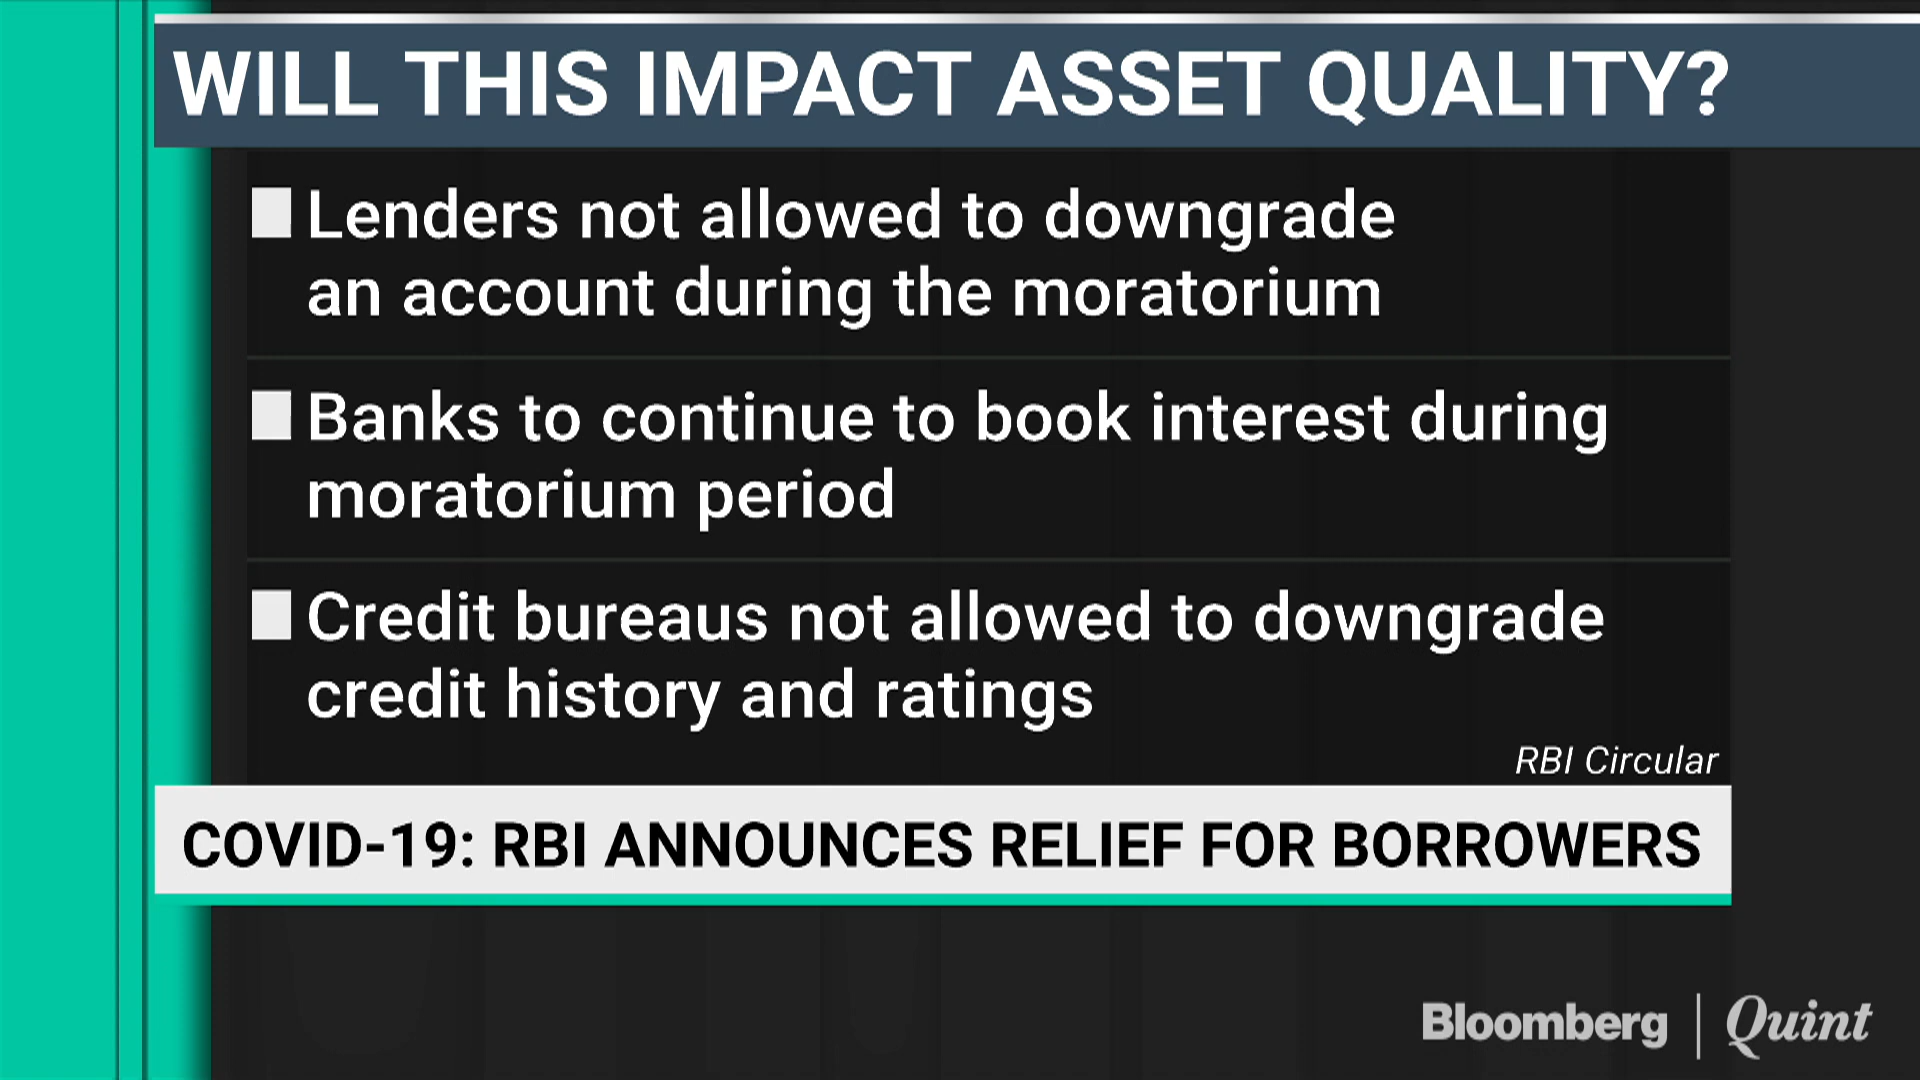 WILL THIS IMPACT ASSET QUALITY?
Lenders not allowed to downgrade
an account during the moratorium
Banks to continue to book interest during
moratorium period
Credit bureaus not allowed to downgrade
credit history and ratings
RBI Circular
COVID-19: RBI ANNOUNCES RELIEF FOR BORROWERS
Bloomberg | Quint